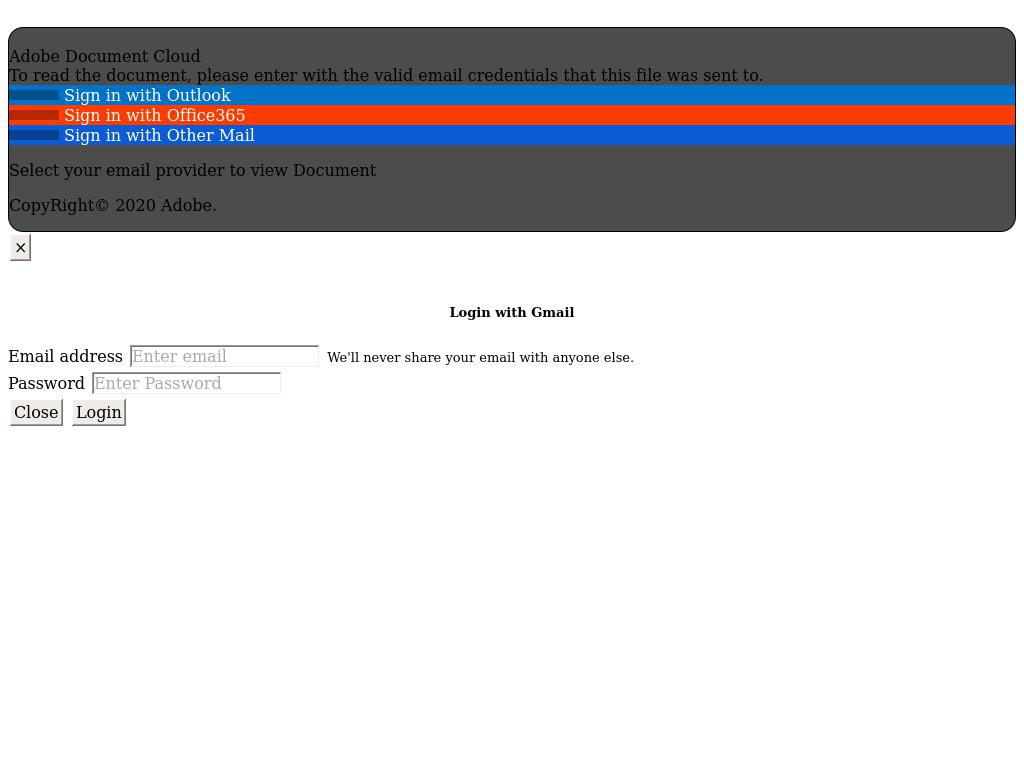 Adobe Document Cloud
To read the document, please enter with the valid email credentials that this file was sent to.
Sign in with Outlook
Sign in with Office365
Sign in with Other Mail
Select your email provider to view Document
CopyRight© 2020 Adobe.
×
Login with Gmail
Email address Enter email We'll never share your email with anyone else.
Password Enter Password
Close Login